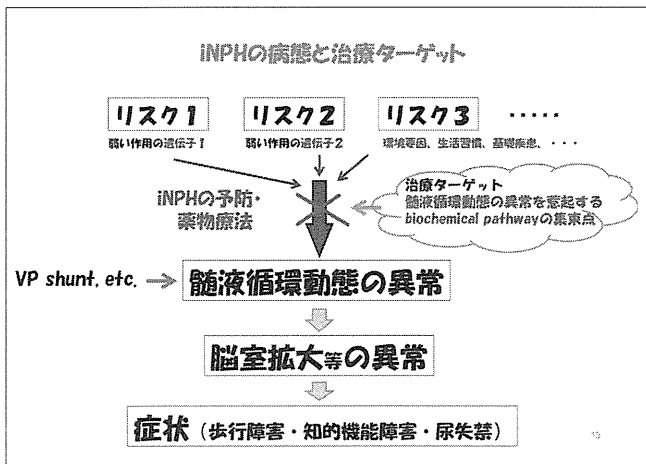 iNPHの病態と治療ターゲット
リスク1
リスク2
リスク3
・・・・・
弱い作用の遺伝子1
弱い作用の遺伝子2
環境要因、生活習慣、基礎疾患、・・・
iNPHの予防・
薬物療法
治療ターゲット
髄液循環動態の異常を惹起する
biochemical pathwayの集束点
VP shunt, etc.
髄液循環動態の異常
脳室拡大等の異常
症状（歩行障害・知的機能障害・尿失禁）